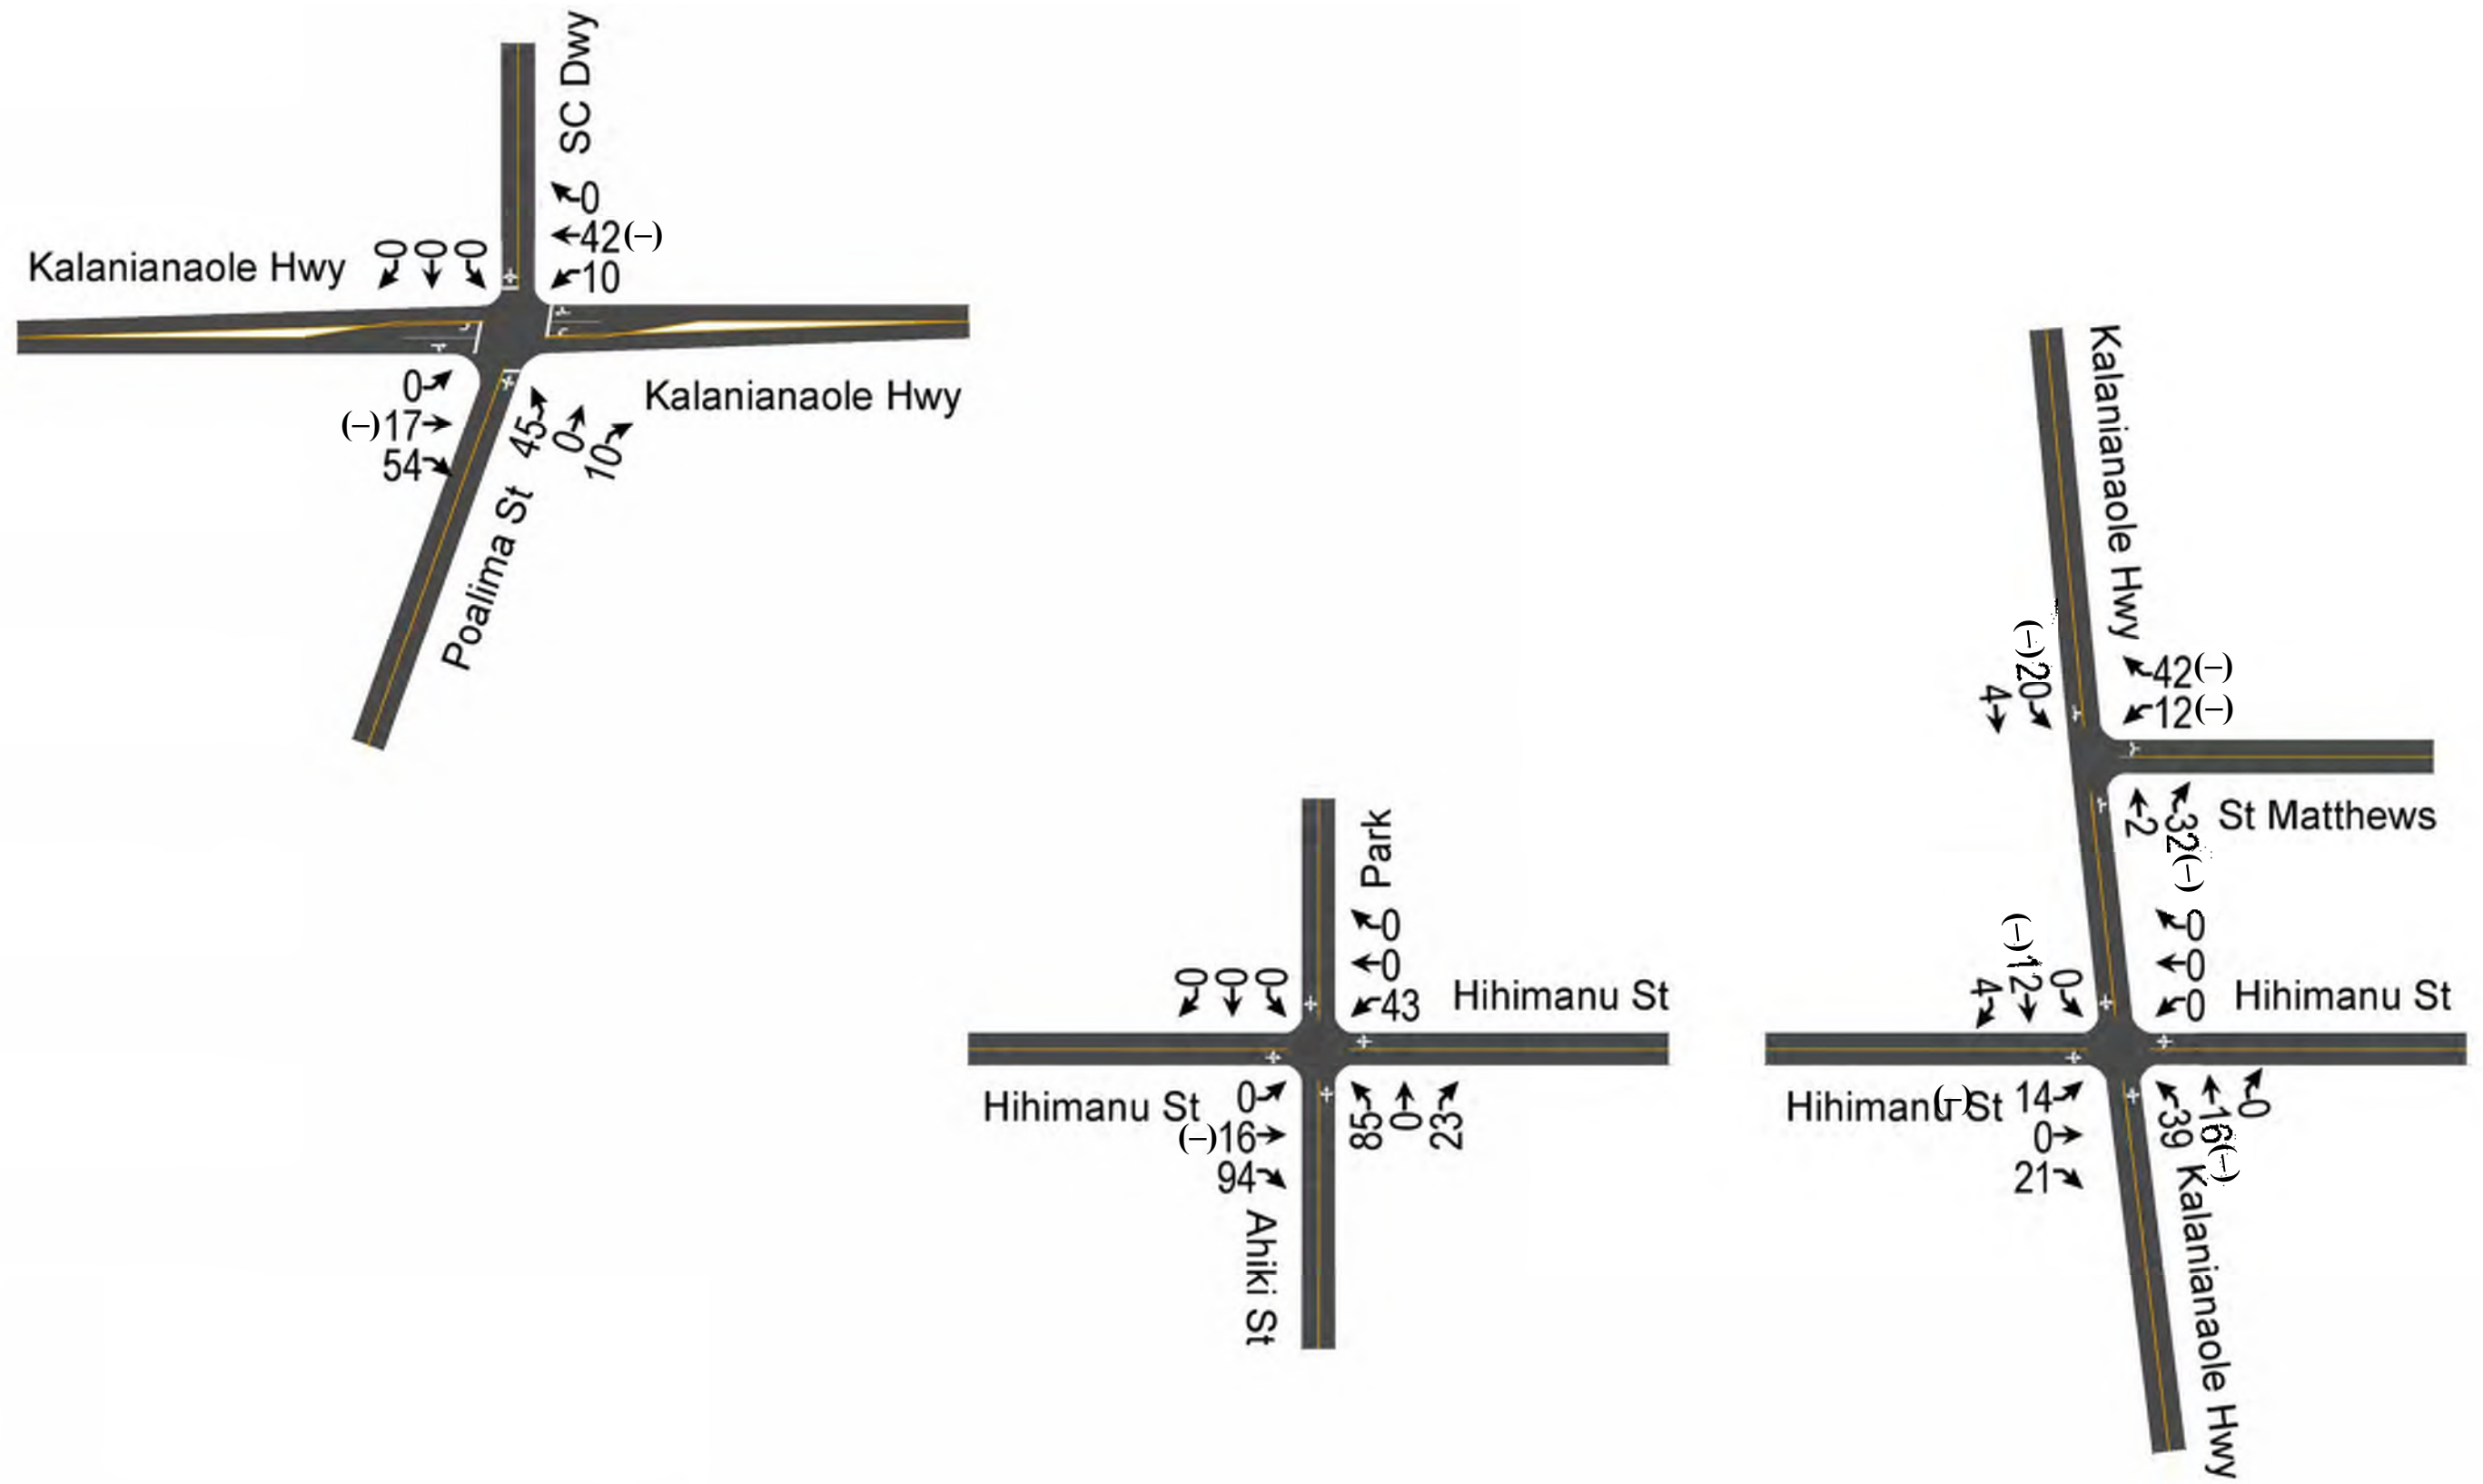 SC Dwy
0
42(–)
10
Kalanianaole Hwy
0 0 0
0
(–)17
54
45 0 10
Kalanianaole Hwy
Poalima St
Kalanianaole Hwy
(–)20
4
42(–)
12(–)
2 32(–)
St Matthews
Park
0
0
43
0 0 0
Hihimanu St
Hihimanu St
0
(–)16
94
85 0 23
Ahiki St
4 (–)12 0
0
0
0
Hihimanu St
Hihimanu St
(–) 14
0
21
39 16(–) 0
Kalanianaole Hwy